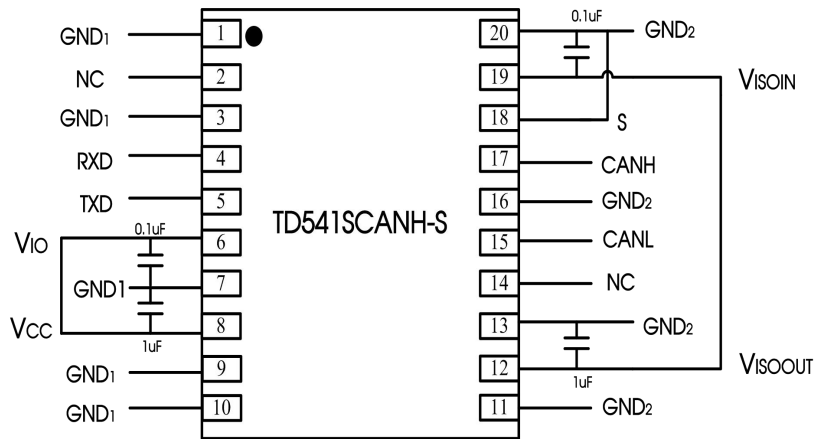 GND1 1 20 0.1uF GND2
NC 2 19 VISOIN
GND1 3 18 S
RXD 4 17 CANH
TXD 5 16 GND2
TD541SCANH-S
VIO 0.1uF 6 15 CANL
GND1 7 14 NC
VCC 1uF 8 13 GND2
GND1 9 12 1uF VISOOUT
GND1 10 11 GND2